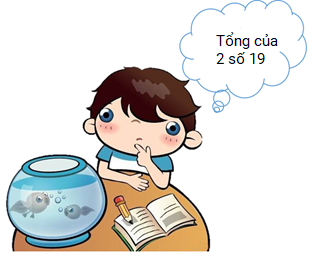 Tổng của
2 số 19